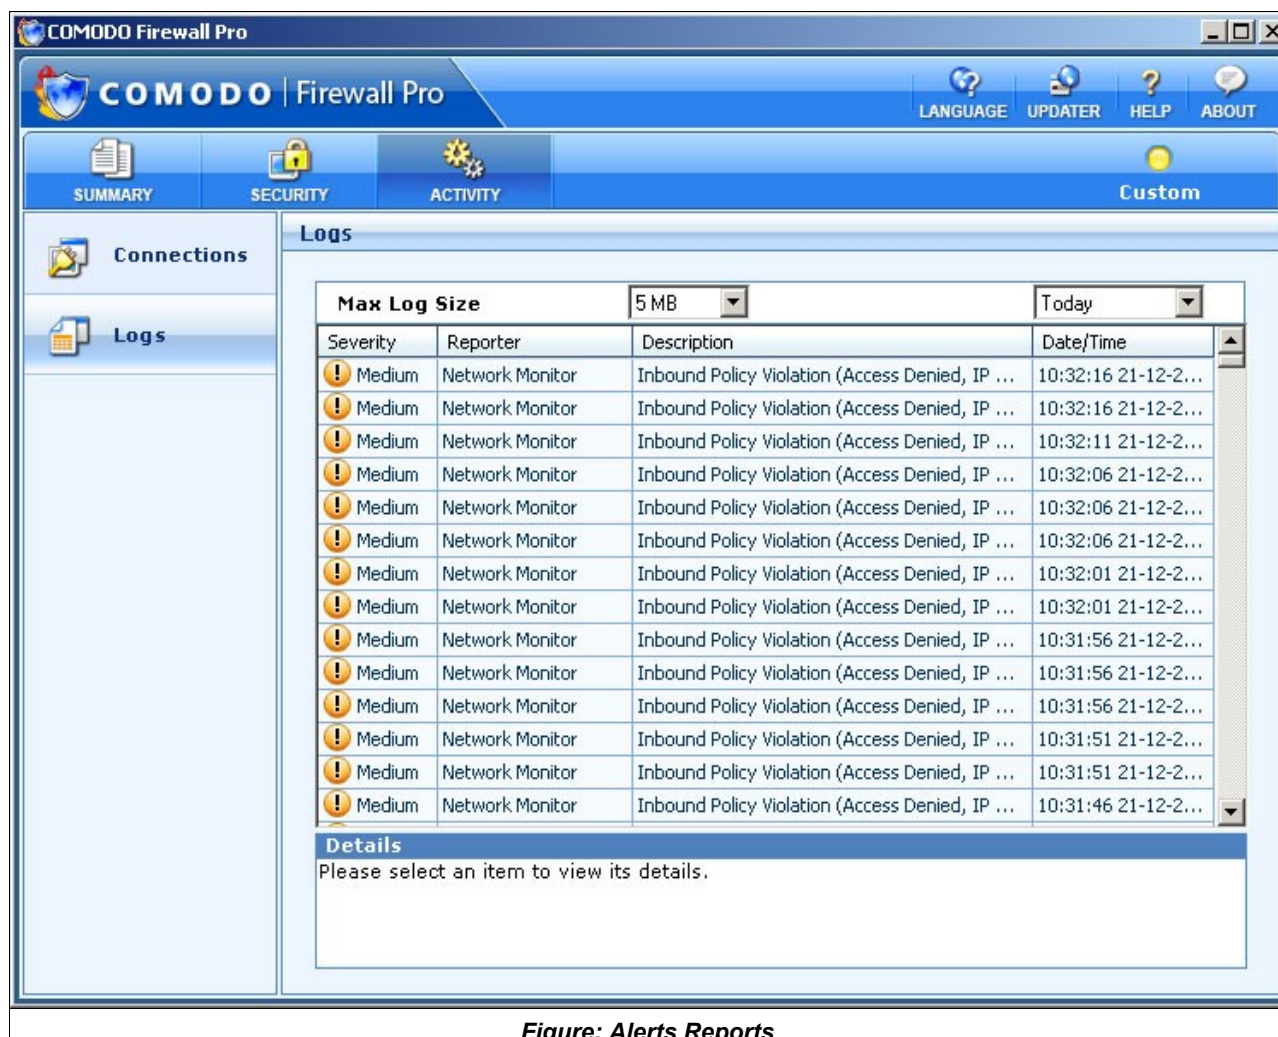 COMODO Firewall Pro
COMODO | Firewall Pro
LANGUAGE UPDATER HELP ABOUT
SUMMARY SECURITY ACTIVITY Custom
Connections
Logs
Logs
Max Log Size 5 MB Today
Severity Reporter Description Date/Time
Medium Network Monitor Inbound Policy Violation (Access Denied, IP ... 10:32:16 21-12-2...
Medium Network Monitor Inbound Policy Violation (Access Denied, IP ... 10:32:16 21-12-2...
Medium Network Monitor Inbound Policy Violation (Access Denied, IP ... 10:32:11 21-12-2...
Medium Network Monitor Inbound Policy Violation (Access Denied, IP ... 10:32:06 21-12-2...
Medium Network Monitor Inbound Policy Violation (Access Denied, IP ... 10:32:06 21-12-2...
Medium Network Monitor Inbound Policy Violation (Access Denied, IP ... 10:32:06 21-12-2...
Medium Network Monitor Inbound Policy Violation (Access Denied, IP ... 10:32:01 21-12-2...
Medium Network Monitor Inbound Policy Violation (Access Denied, IP ... 10:32:01 21-12-2...
Medium Network Monitor Inbound Policy Violation (Access Denied, IP ... 10:31:56 21-12-2...
Medium Network Monitor Inbound Policy Violation (Access Denied, IP ... 10:31:56 21-12-2...
Medium Network Monitor Inbound Policy Violation (Access Denied, IP ... 10:31:56 21-12-2...
Medium Network Monitor Inbound Policy Violation (Access Denied, IP ... 10:31:51 21-12-2...
Medium Network Monitor Inbound Policy Violation (Access Denied, IP ... 10:31:51 21-12-2...
Medium Network Monitor Inbound Policy Violation (Access Denied, IP ... 10:31:46 21-12-2...
Details
Please select an item to view its details.
Figure: Alerts Reports